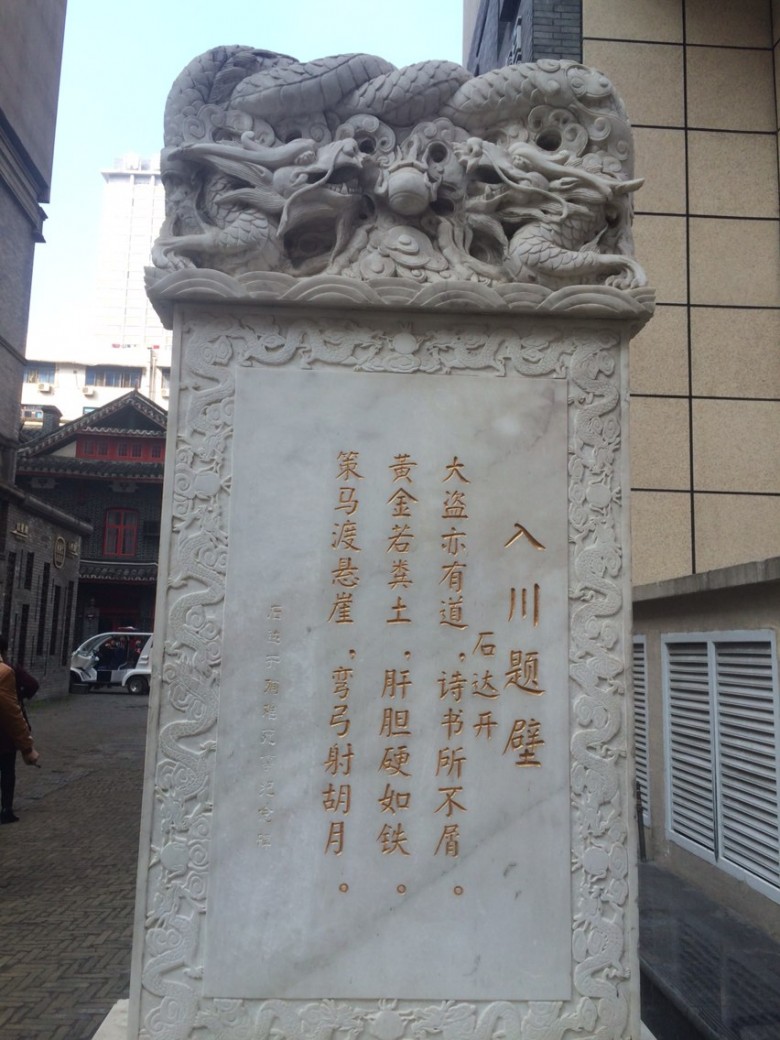 入川题壁
石达开
大盗亦有道，诗书所不屑。
黄金若粪土，肝胆硬如铁。
策马渡悬崖，弯弓射胡月。